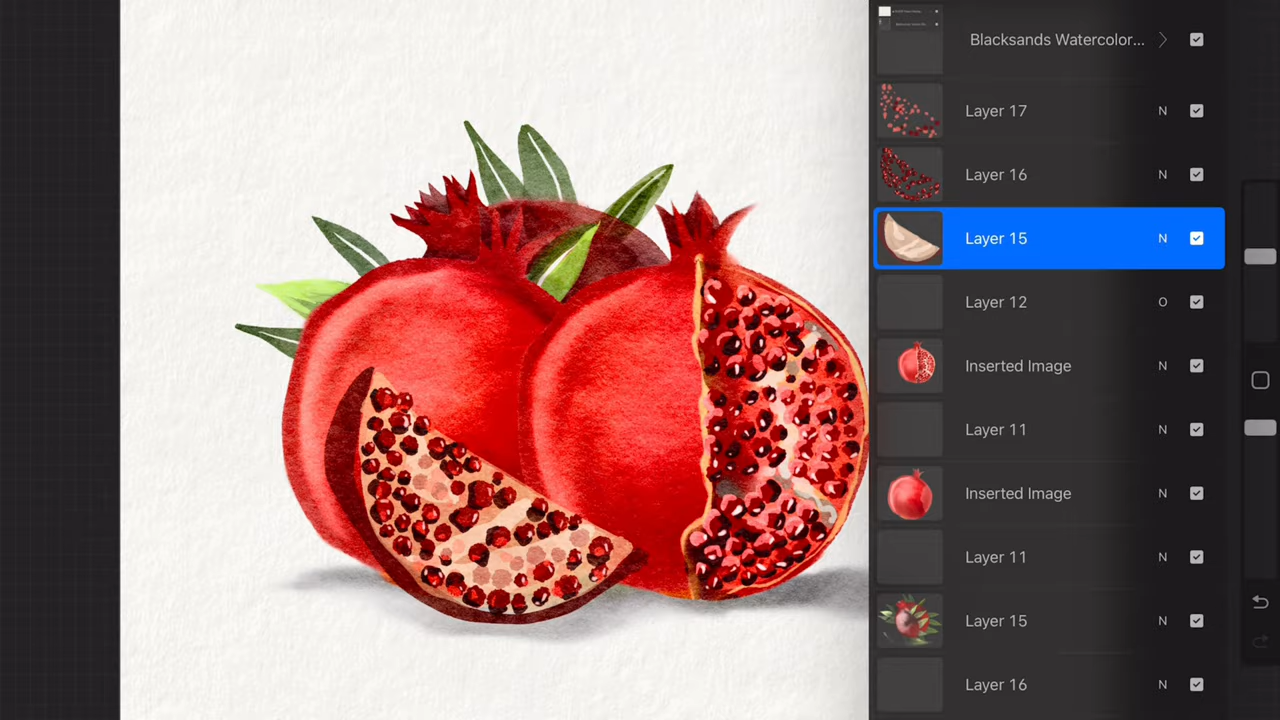 Blacksands Watercolor...
Layer 17 N
Layer 16 N
Layer 15 N
Layer 12 O
Inserted Image N
Layer 11 N
Inserted Image N
Layer 11 N
Layer 15 N
Layer 16 N